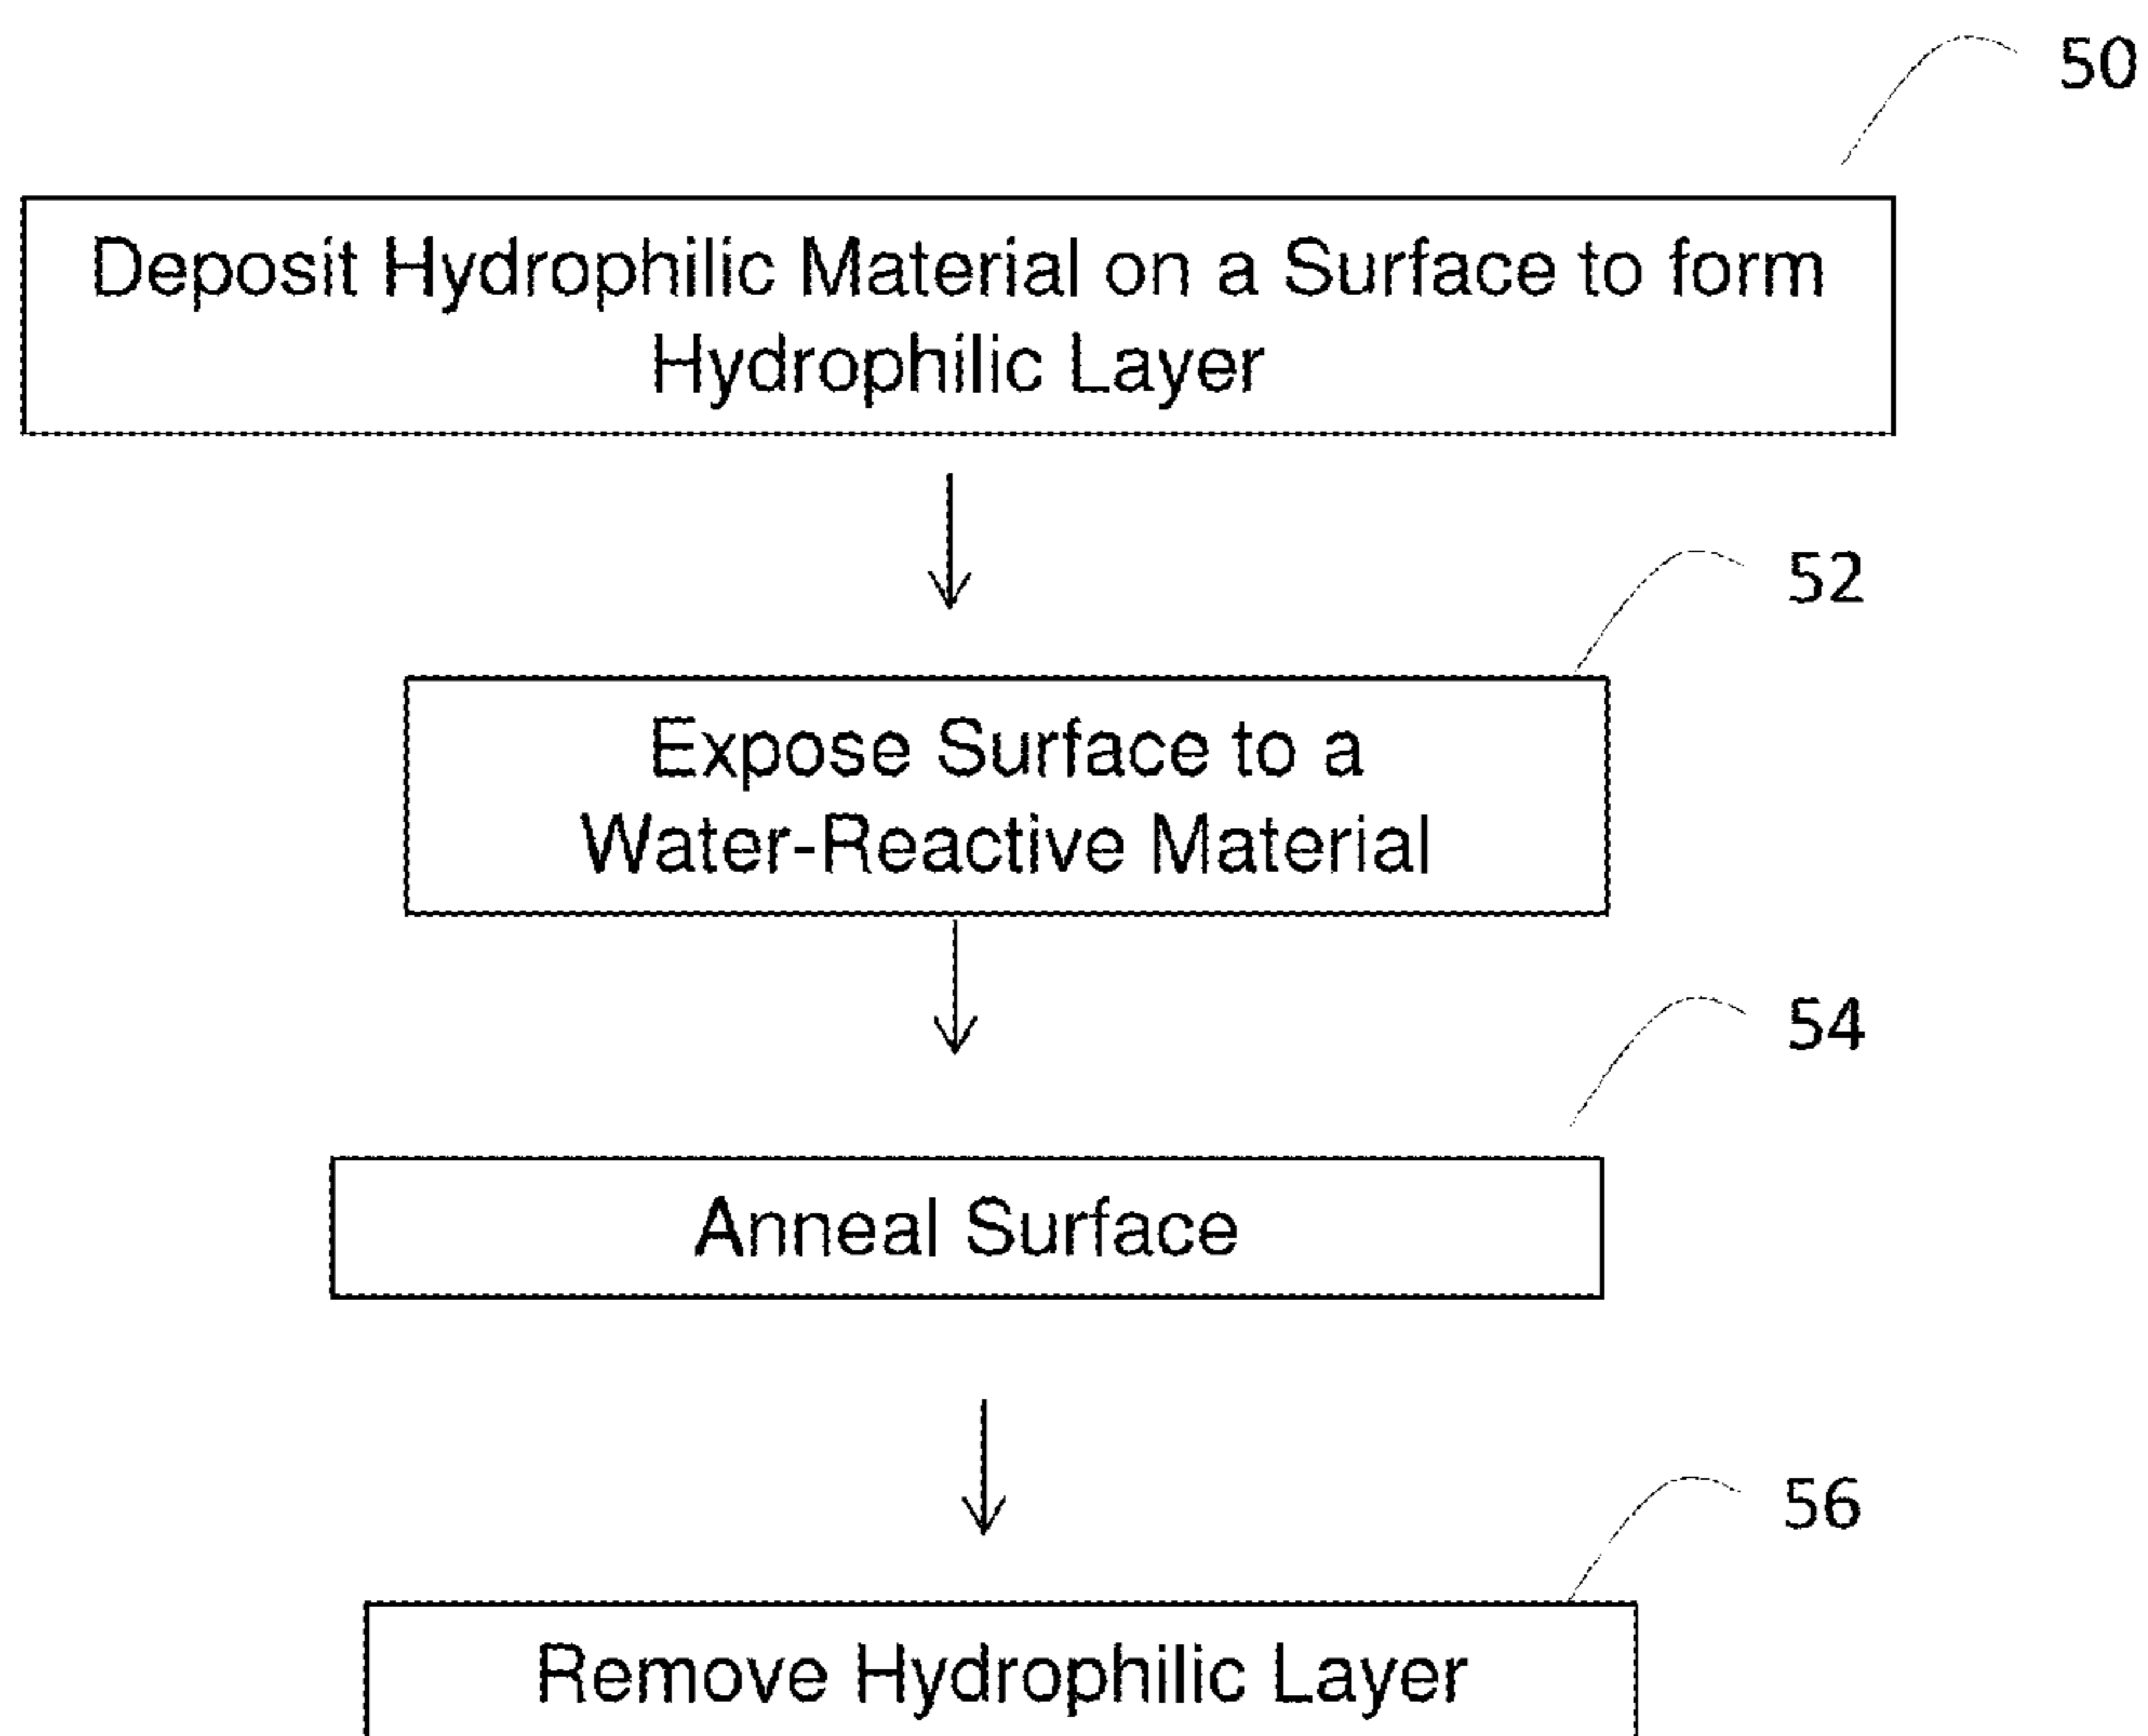 50
Deposit Hydrophilic Material on a Surface to form
Hydrophilic Layer
52
Expose Surface to a
Water-Reactive Material
54
Anneal Surface
56
Remove Hydrophilic Layer